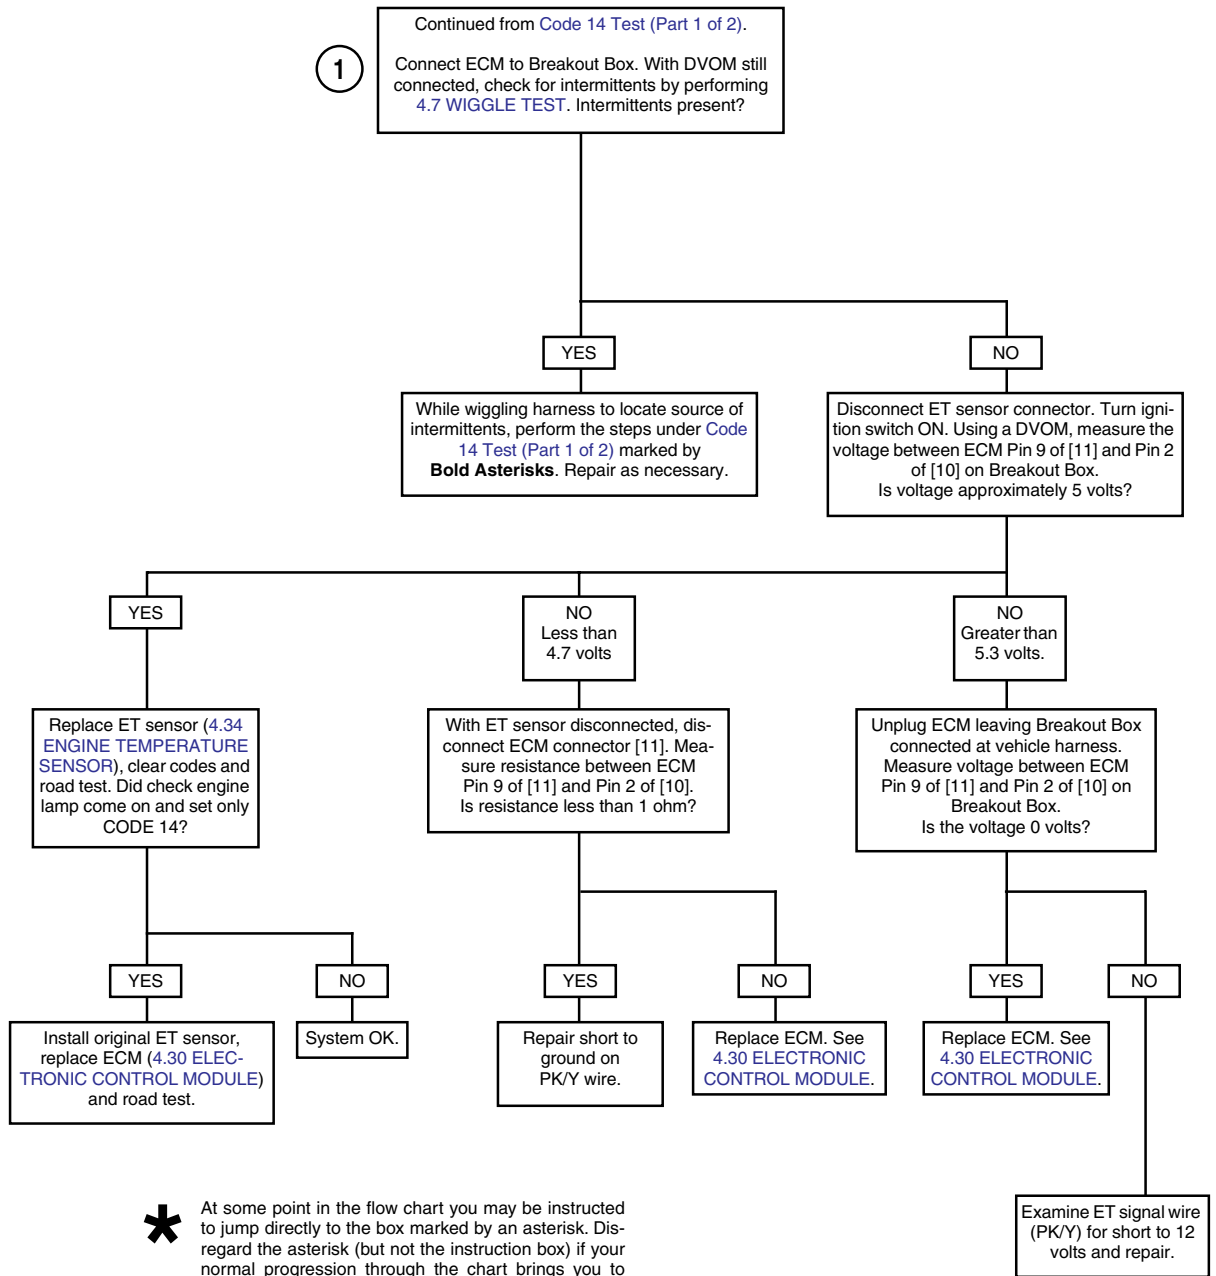 Continued from Code 14 Test (Part 1 of 2).
1
Connect ECM to Breakout Box. With DVOM still
connected, check for intermittents by performing
4.7 WIGGLE TEST. Intermittents present?
YES
NO
While wiggling harness to locate source of
intermittents, perform the steps under Code
14 Test (Part 1 of 2) marked by
Bold Asterisks. Repair as necessary.
Disconnect ET sensor connector. Turn igni-
tion switch ON. Using a DVOM, measure the
voltage between ECM Pin 9 of [11] and Pin 2
of [10] on Breakout Box.
Is voltage approximately 5 volts?
YES
NO
Less than
4.7 volts
NO
Greater than
5.3 volts.
Replace ET sensor (4.34
ENGINE TEMPERATURE
SENSOR), clear codes and
road test. Did check engine
lamp come on and set only
CODE 14?
With ET sensor disconnected, dis-
connect ECM connector [11]. Mea-
sure resistance between ECM
Pin 9 of [11] and Pin 2 of [10].
Is resistance less than 1 ohm?
Unplug ECM leaving Breakout Box
connected at vehicle harness.
Measure voltage between ECM
Pin 9 of [11] and Pin 2 of [10] on
Breakout Box.
Is the voltage 0 volts?
YES
NO
YES
NO
YES
NO
Install original ET sensor,
replace ECM (4.30 ELEC-
TRONIC CONTROL MODULE)
and road test.
System OK.
Repair short to
ground on
PK/Y wire.
Replace ECM. See
4.30 ELECTRONIC
CONTROL MODULE.
Replace ECM. See
4.30 ELECTRONIC
CONTROL MODULE.
Examine ET signal wire
(PK/Y) for short to 12
volts and repair.
* At some point in the flow chart you may be instructed
to jump directly to the box marked by an asterisk. Dis-
regard the asterisk (but not the instruction box) if your
normal progression through the chart brings you to